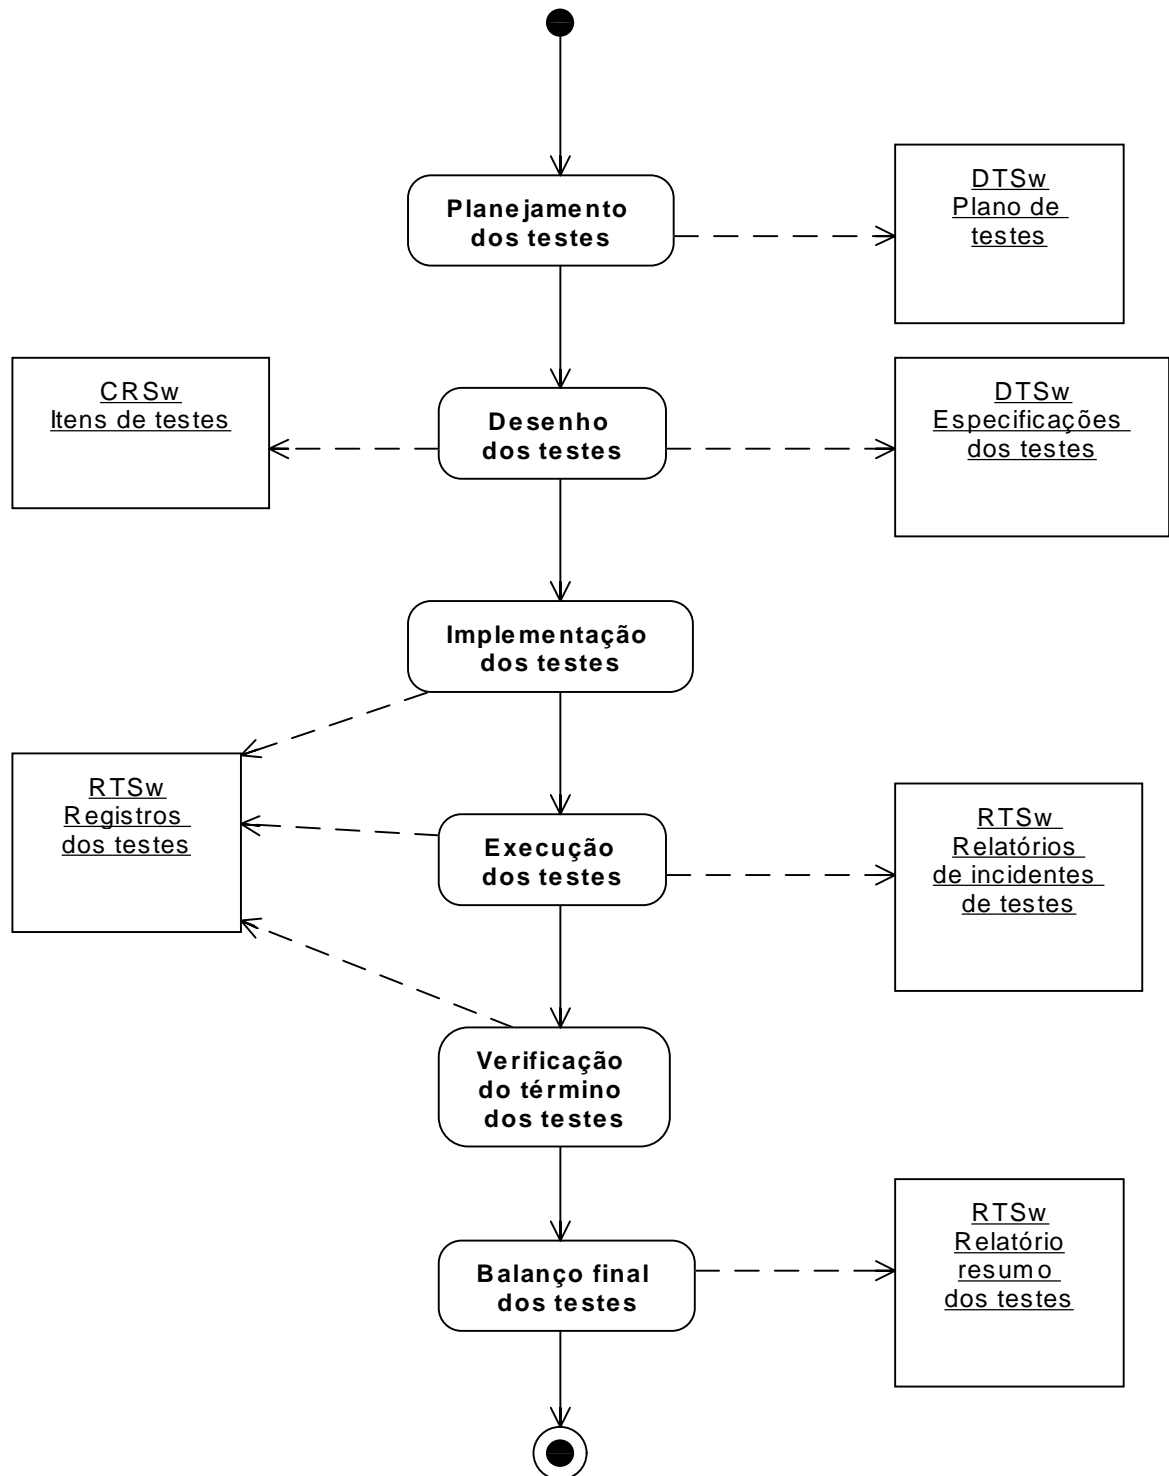 Planejamento
dos testes
DTSw
Plano de
testes
CRSw
Itens de testes
Desenho
dos testes
DTSw
Especificações
dos testes
Implementação
dos testes
RTSw
Registros
dos testes
Execução
dos testes
RTSw
Relatórios
de incidentes
de testes
Verificação
do término
dos testes
Balanço final
dos testes
RTSw
Relatório
resumo
dos testes